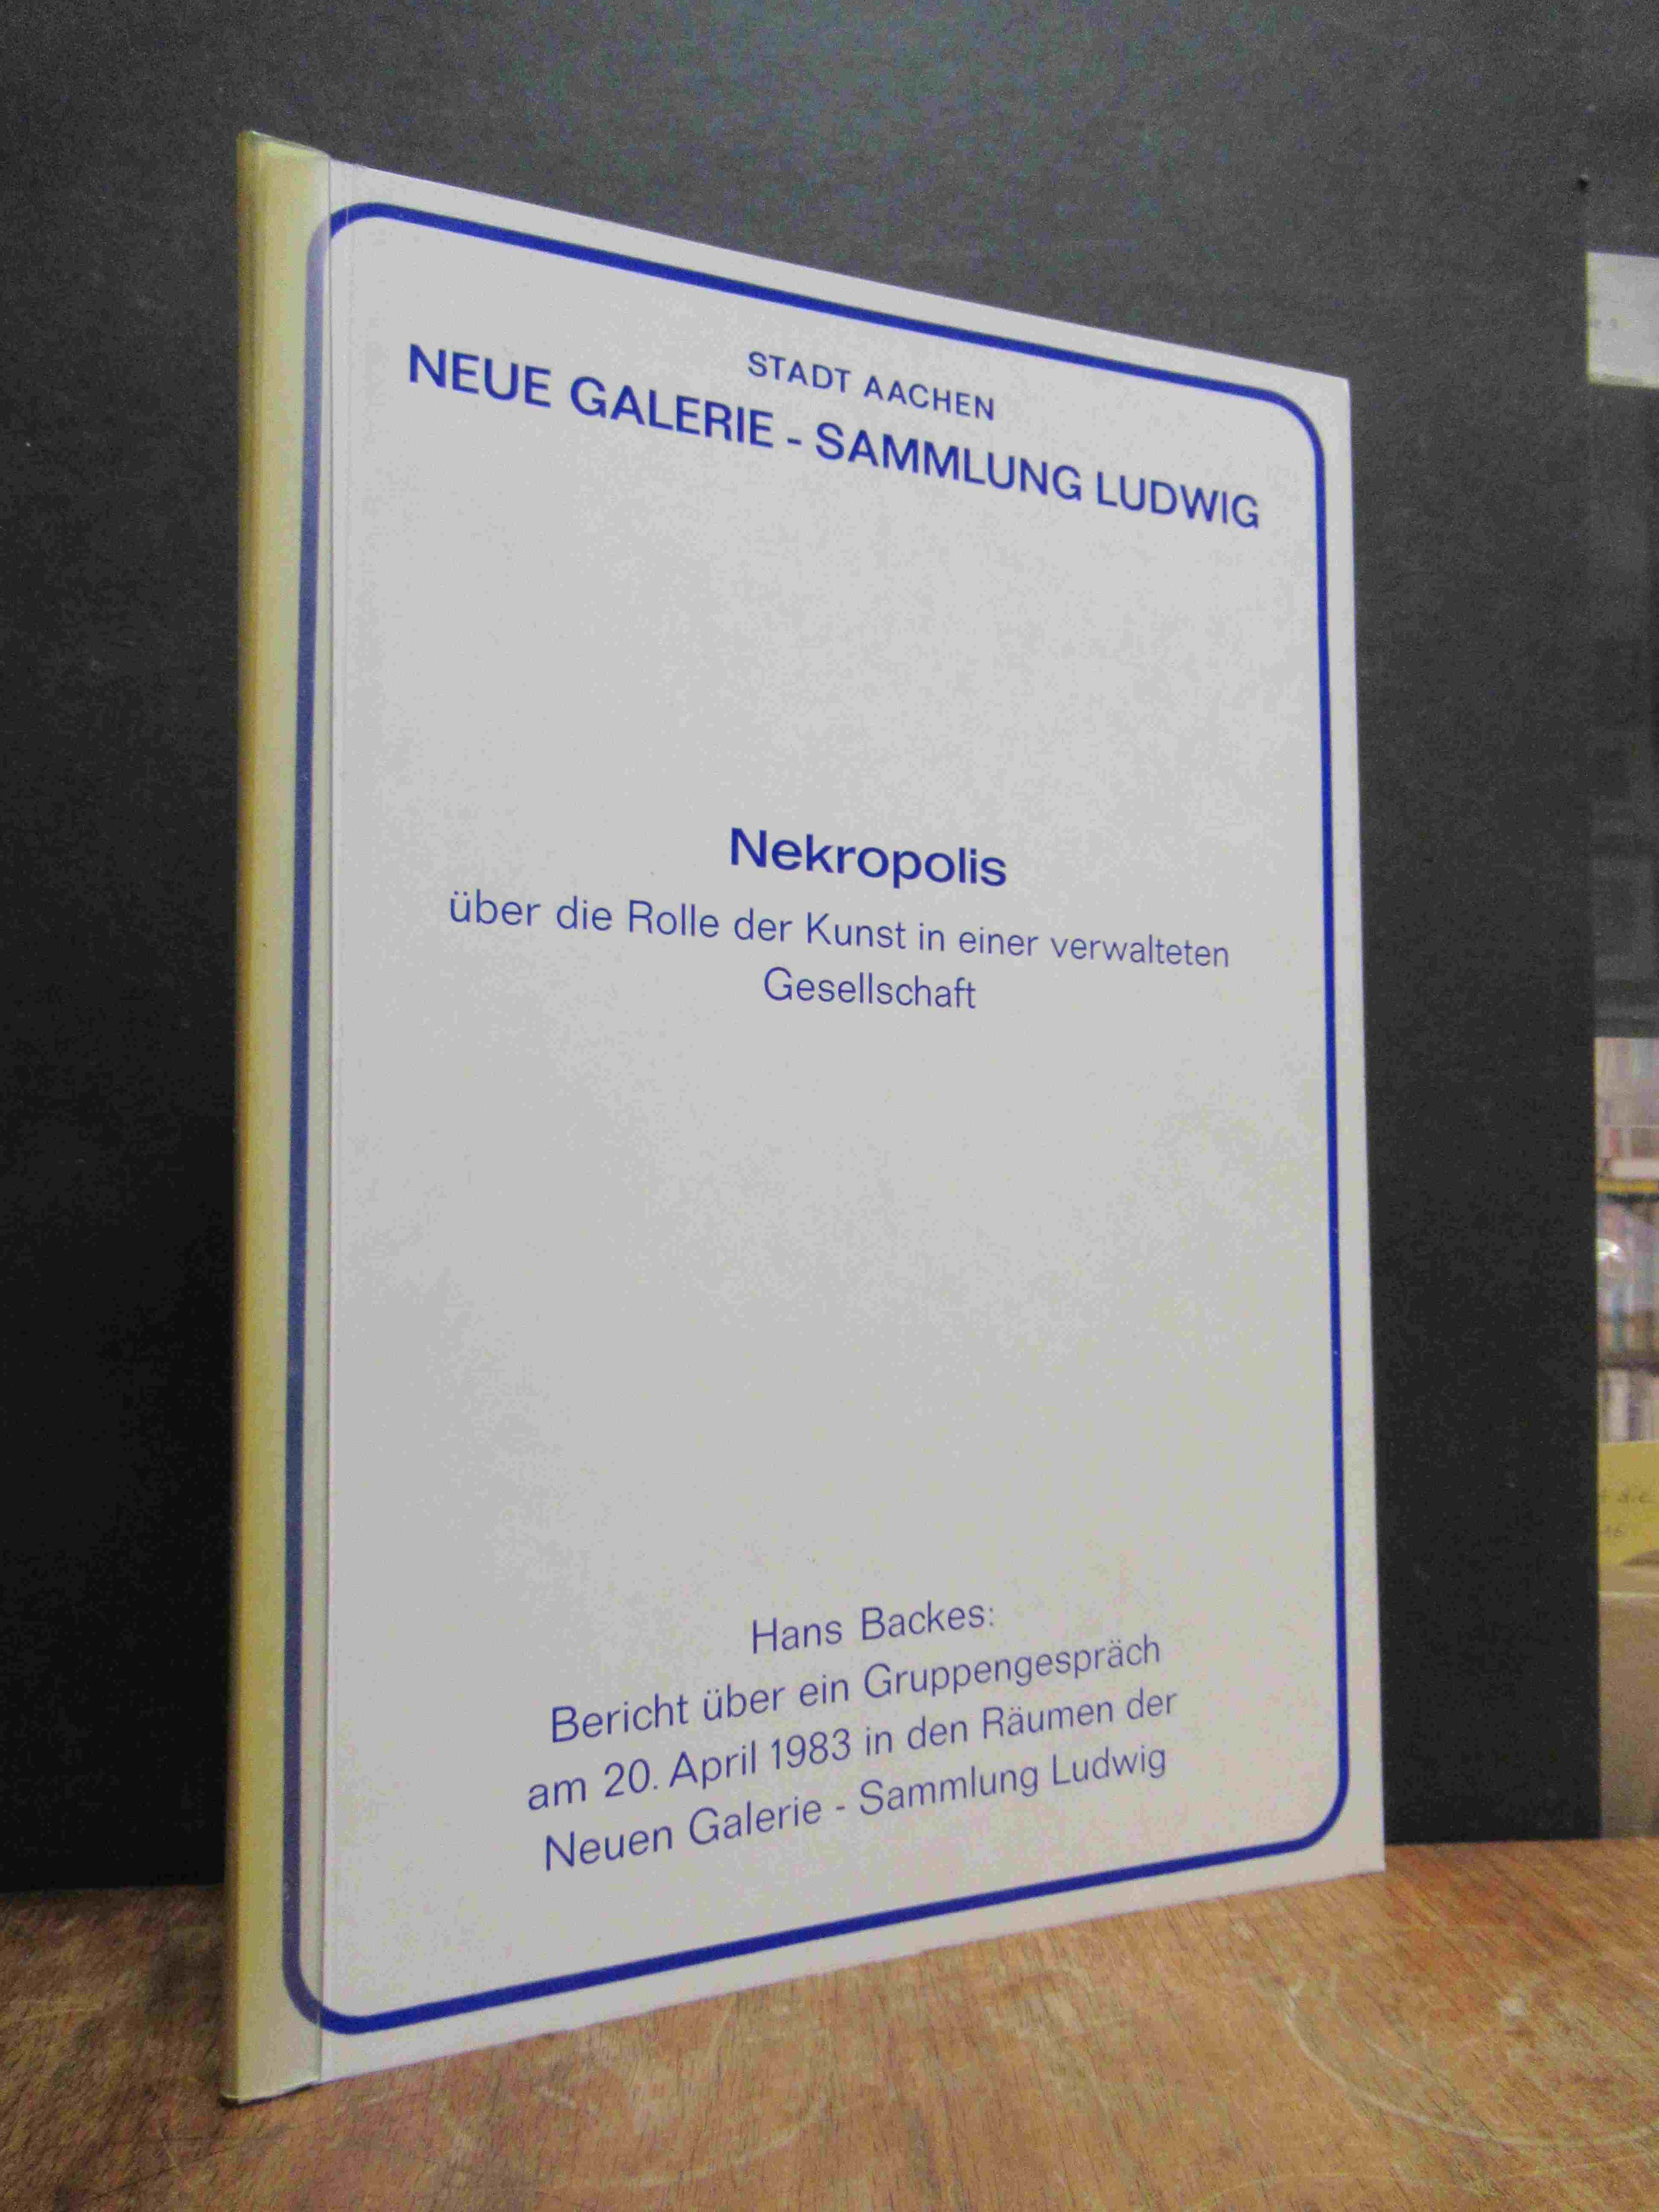 STADT AACHEN
NEUE GALERIE - SAMMLUNG LUDWIG
Nekropolis
über die Rolle der Kunst in einer verwalteten
Gesellschaft
Hans Backes:
Bericht über ein Gruppengespräch
am 20. April 1983 in den Räumen der
Neuen Galerie - Sammlung Ludwig